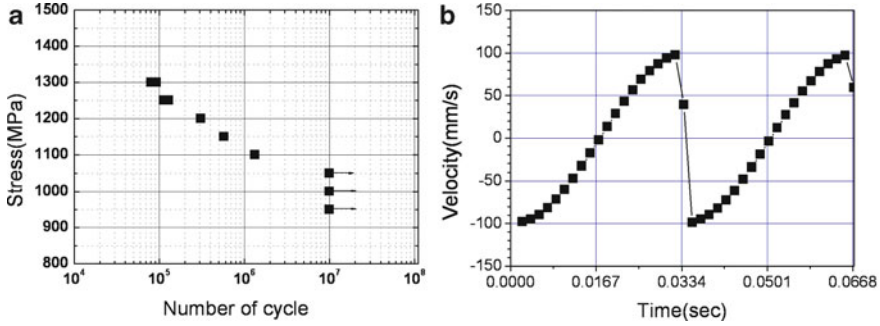 a
1500
1400
1300
1200
1100
1000
900
800
Stress(MPa)
10⁴ 10⁵ 10⁶ 10⁷ 10⁸
Number of cycle
b
150
100
50
0
-50
-100
-150
Velocity(mm/s)
0.0000 0.0167 0.0334 0.0501 0.0668
Time(sec)